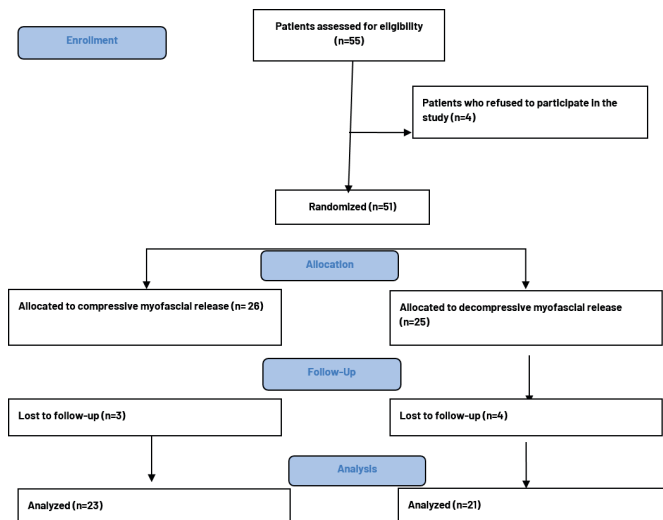 Enrollment
Patients assessed for eligibility
(n=55)
Patients who refused to participate in the
study (n=4)
Randomized (n=51)
Allocation
Allocated to compressive myofascial release (n= 26)
Allocated to decompressive myofascial release
(n=25)
Follow-Up
Lost to follow-up (n=3)
Lost to follow-up (n=4)
Analysis
Analyzed (n=23)
Analyzed (n=21)